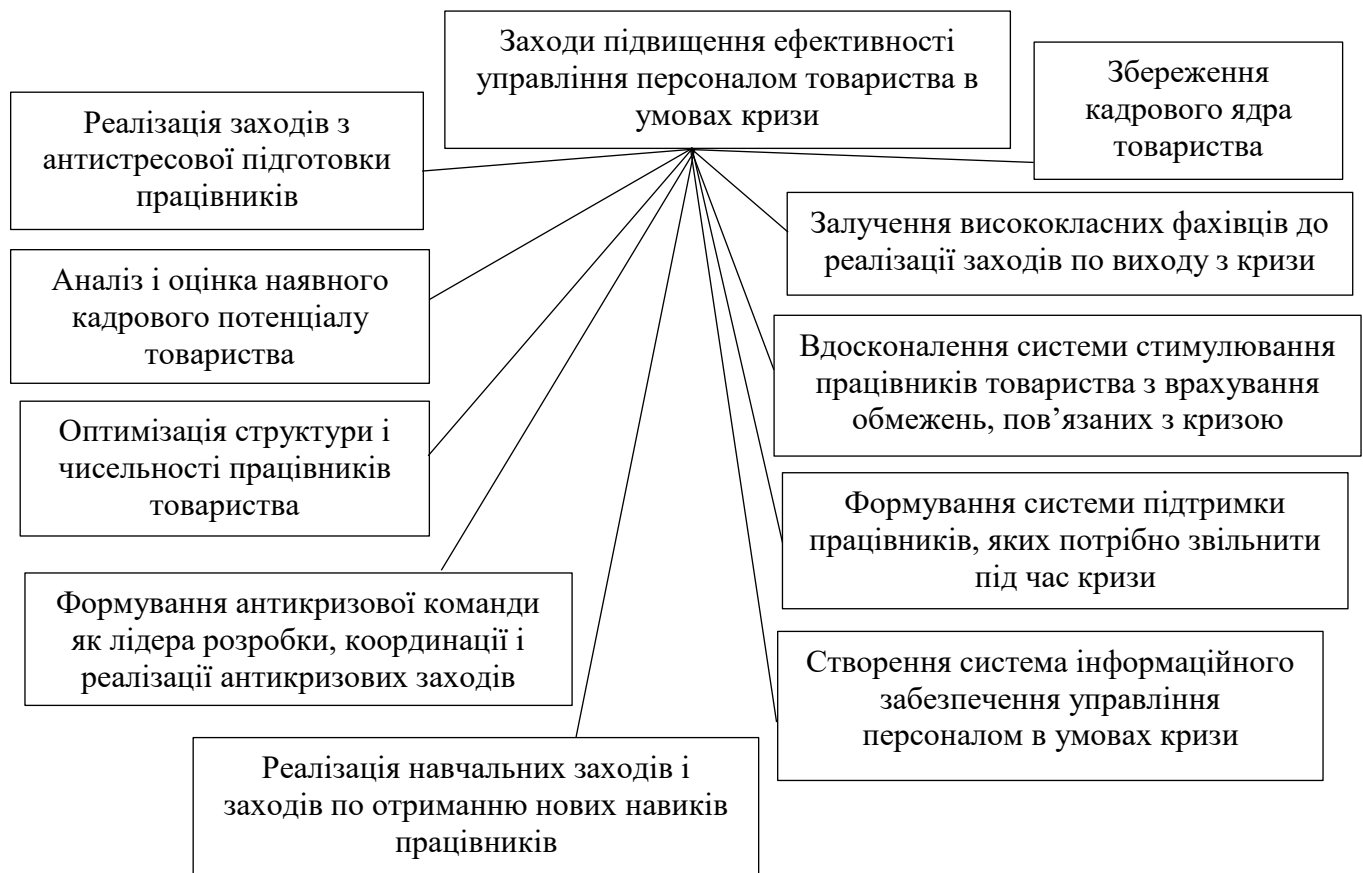 Заходи підвищення ефективності
управління персоналом товариства в
умовах кризи
Збереження
кадрового ядра
товариства
Реалізація заходів з
антистресової підготовки
працівників
Залучення висококласних фахівців до
реалізації заходів по виходу з кризи
Аналіз і оцінка наявного
кадрового потенціалу
товариства
Вдосконалення системи стимулювання
працівників товариства з врахування
обмежень, пов’язаних з кризою
Оптимізація структури і
чисельності працівників
товариства
Формування системи підтримки
працівників, яких потрібно звільнити
під час кризи
Формування антикризової команди
як лідера розробки, координації і
реалізації антикризових заходів
Створення система інформаційного
забезпечення управління
персоналом в умовах кризи
Реалізація навчальних заходів і
заходів по отриманню нових навиків
працівників